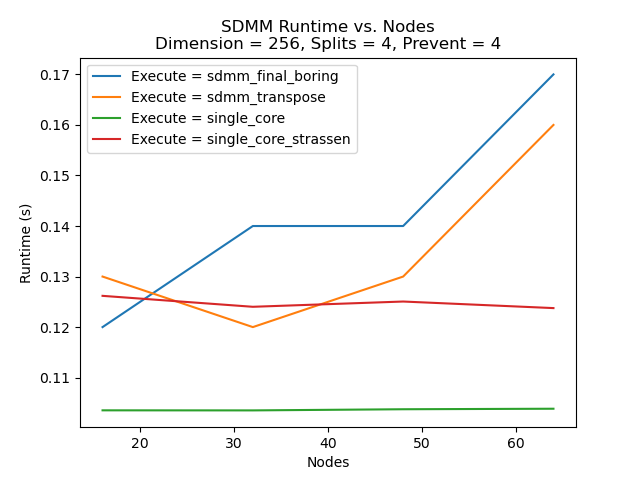 SDMM Runtime vs. Nodes
Dimension = 256, Splits = 4, Prevent = 4
Execute = sdmm_final_boring
Execute = sdmm_transpose
Execute = single_core
Execute = single_core_strassen
Runtime (s)
0.17
0.16
0.15
0.14
0.13
0.12
0.11
20
30
40
50
60
Nodes